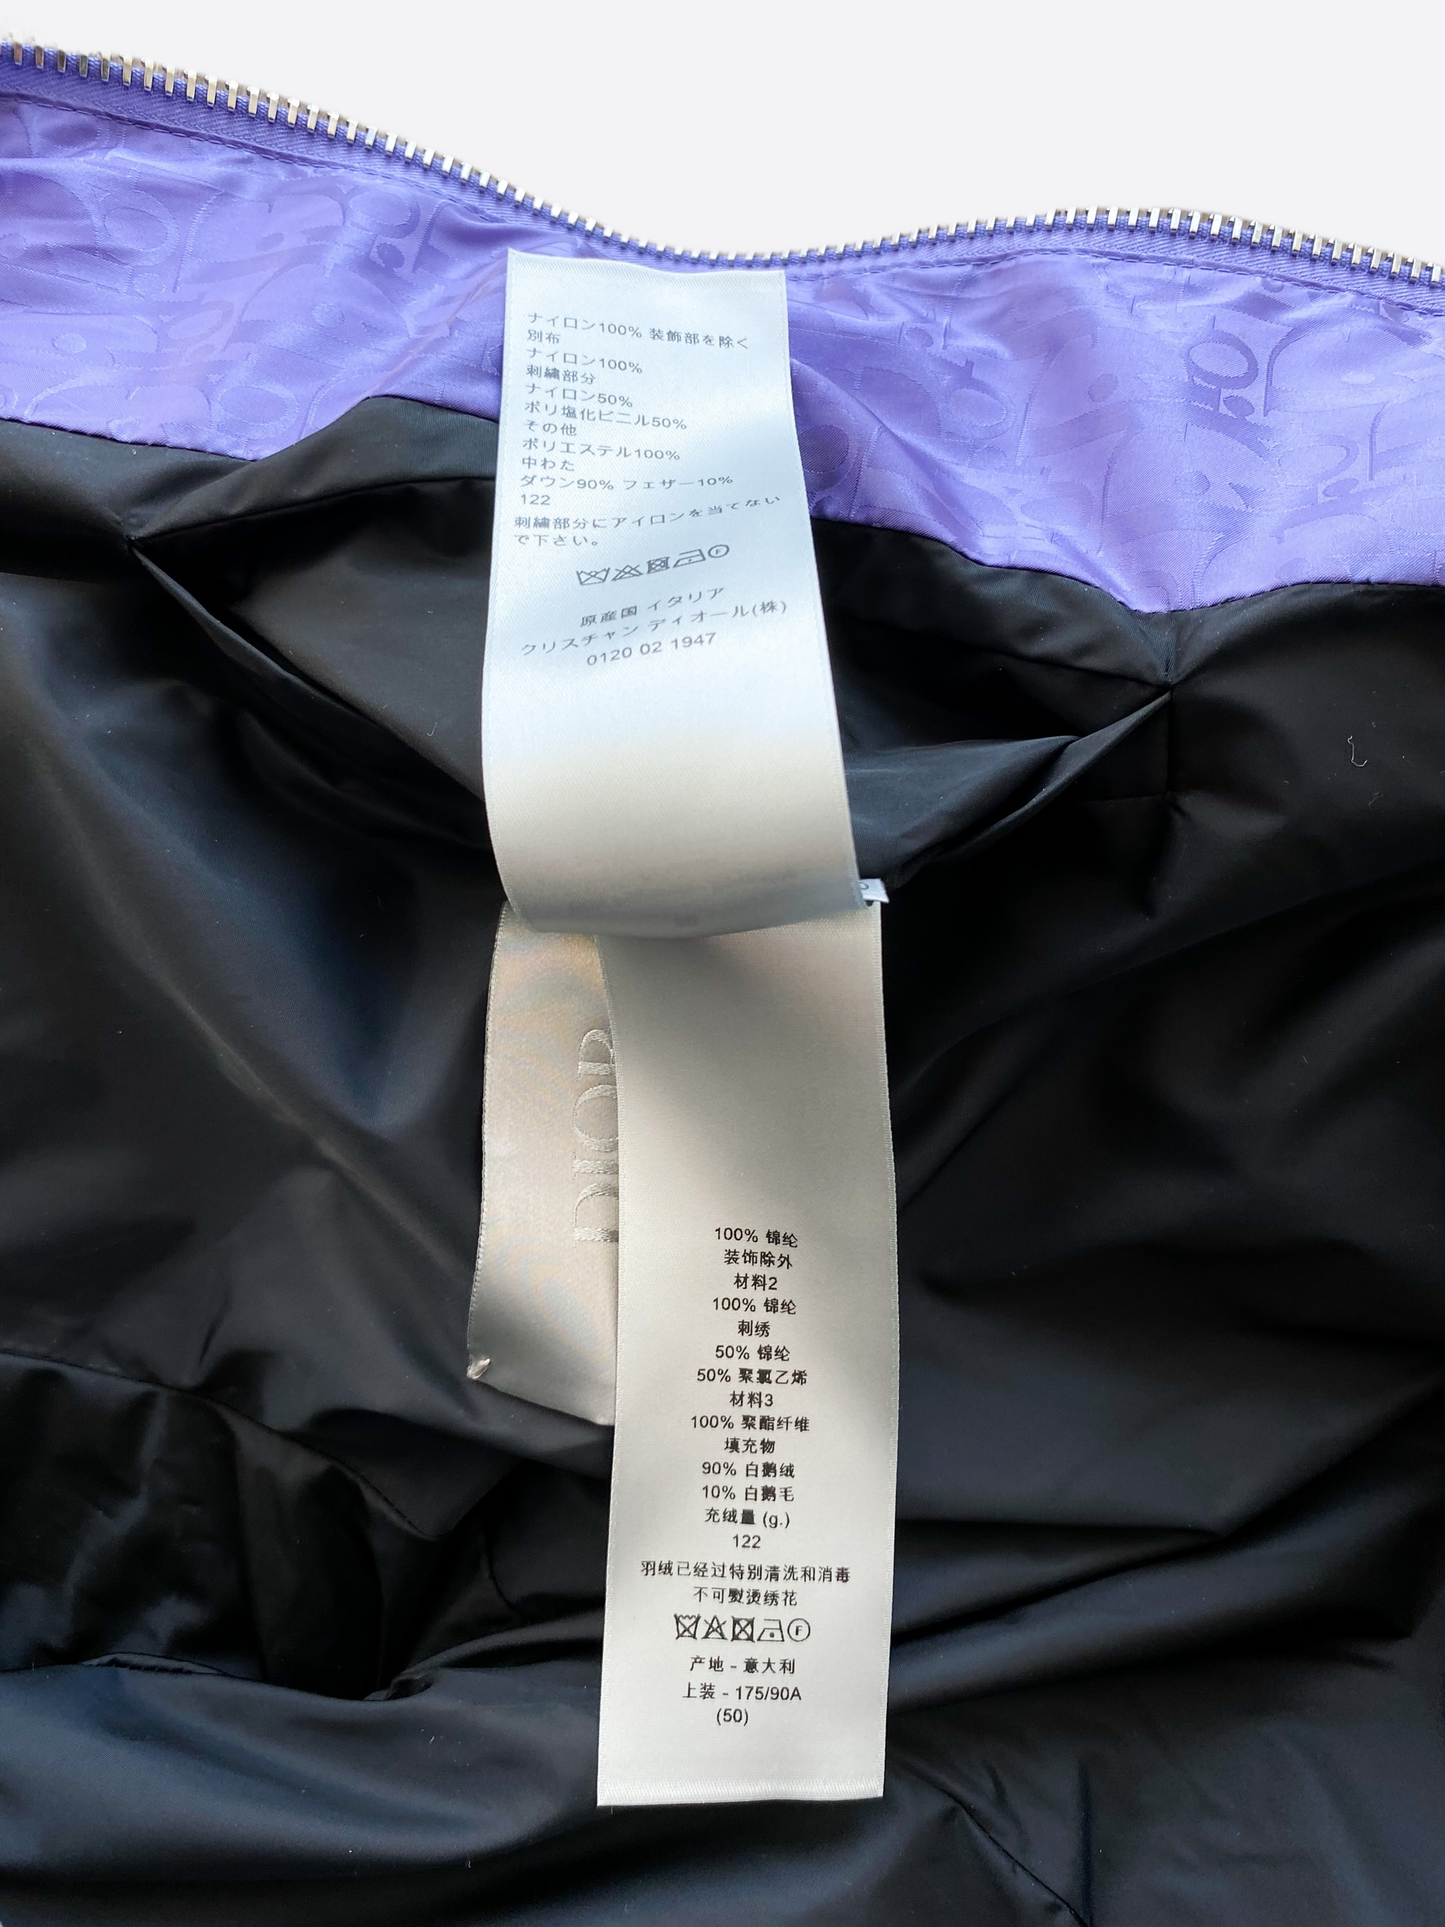 ナイロン100% 装飾部を除く
別布
ナイロン100%
刺繍部分
ナイロン50%
ポリ塩化ビニル50%
その他
ポリエステル100%
中わた
ダウン90% フェザー10%
122
刺繍部分にアイロンを当てない
で下さい。
原産国 イタリア
クリスチャン ディオール(株)
0120 02 1947
DIOR
100% 锦纶
装饰除外
材料2
100% 锦纶
刺绣
50% 锦纶
50% 聚氯乙烯
材料3
100% 聚酯纤维
填充物
90% 白鹅绒
10% 白鹅毛
充绒量 (g.)
122
羽绒已经过特别清洗和消毒
不可熨烫绣花
F
产地 - 意大利
上装 - 175/90A
(50)